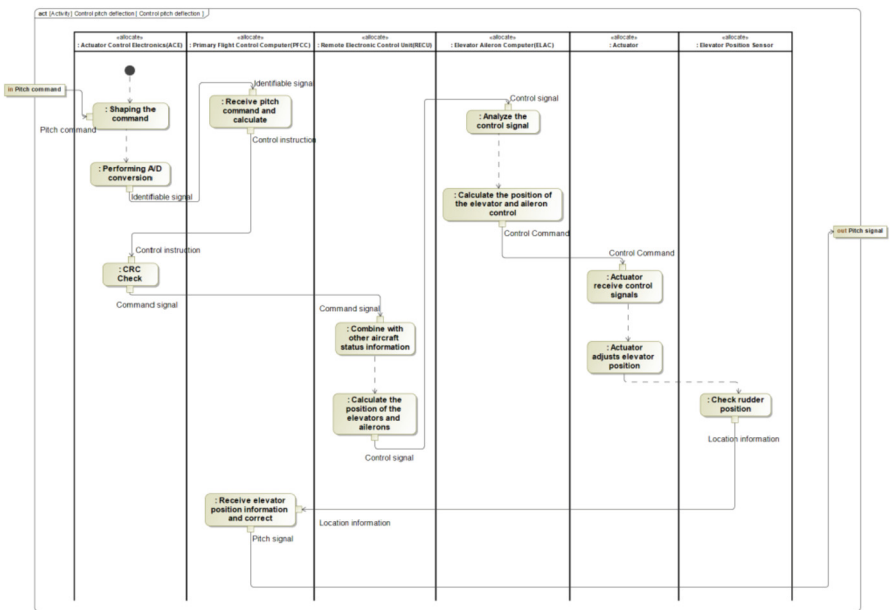 act [Activity] Control pitch deflection [ Control pitch deflection ]
«allocate»
: Actuator Control Electronics(ACE)
«allocate»
: Primary Flight Control Computer(PFCC)
«allocate»
: Remote Electronic Control Unit(RECU)
«allocate»
: Elevator Aileron Computer(ELAC)
«allocate»
: Actuator
«allocate»
: Elevator Position Sensor
in Pitch command
Pitch command
: Shaping the
command
: Performing A/D
conversion
Identifiable signal
Identifiable signal
: Receive pitch
command and
calculate
Control instruction
Control instruction
: CRC
Check
Command signal
Command signal
: Combine with
other aircraft
status information
: Calculate the
position of the
elevators and
ailerons
Control signal
Control signal
: Analyze the
control signal
: Calculate the position of
the elevator and aileron
control
Control Command
Control Command
: Actuator
receive control
signals
: Actuator
adjusts elevator
position
: Check rudder
position
Location information
Location information
: Receive elevator
position information
and correct
Pitch signal
out Pitch signal